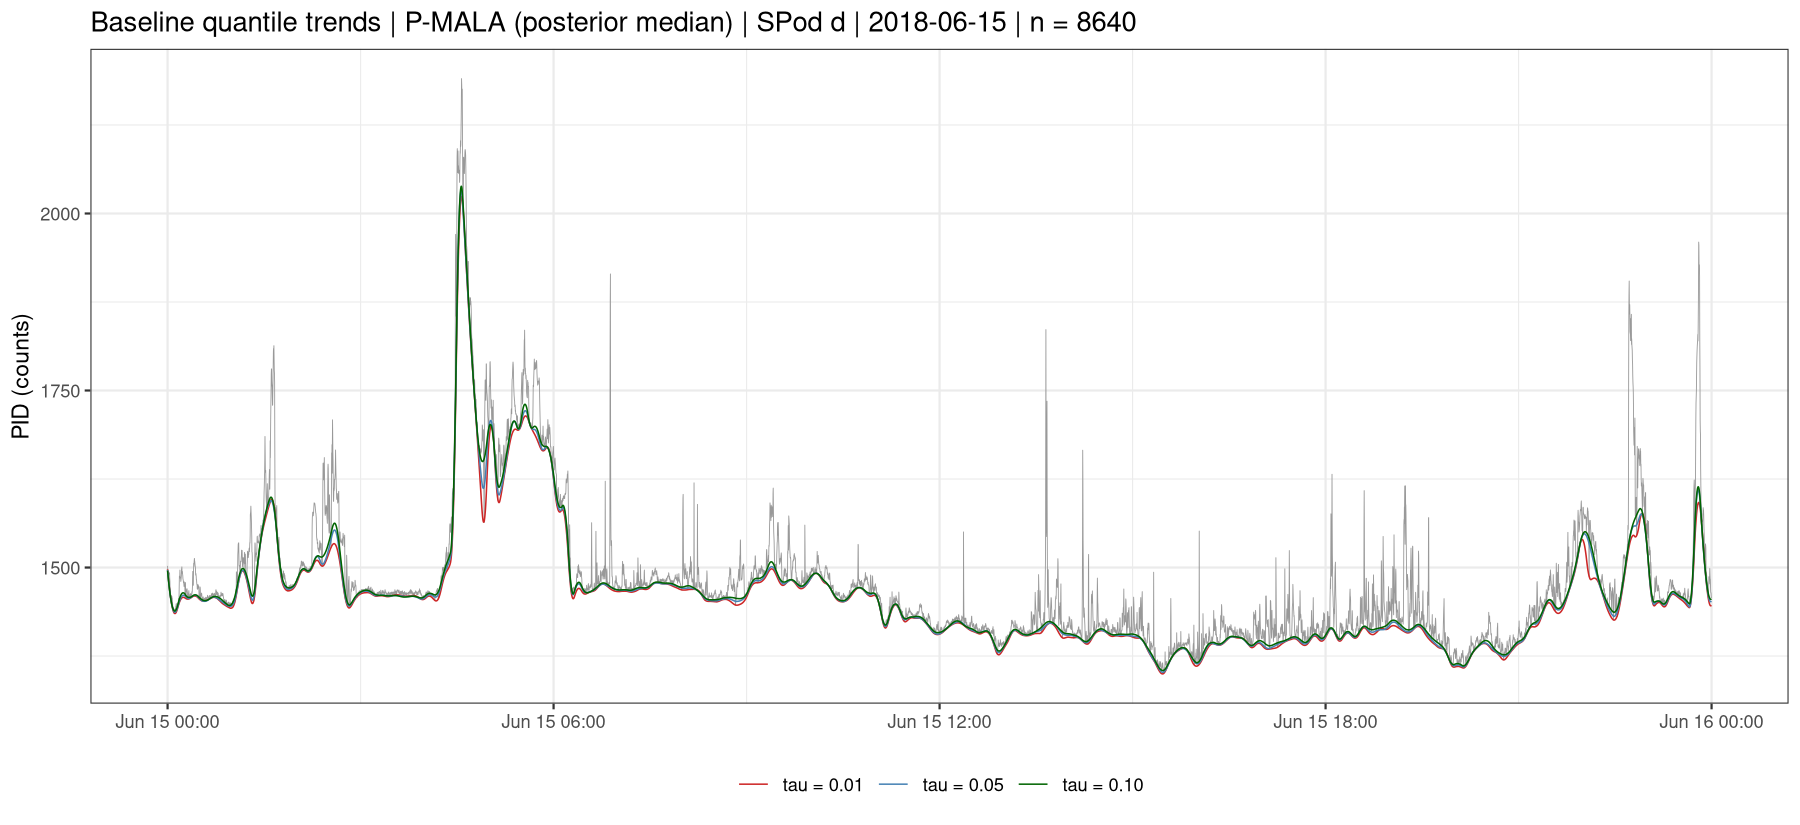 Baseline quantile trends | P-MALA (posterior median) | SPod d | 2018-06-15 | n = 8640
PID (counts)
2000
1750
1500
Jun 15 00:00
Jun 15 06:00
Jun 15 12:00
Jun 15 18:00
Jun 16 00:00
tau = 0.01
tau = 0.05
tau = 0.10